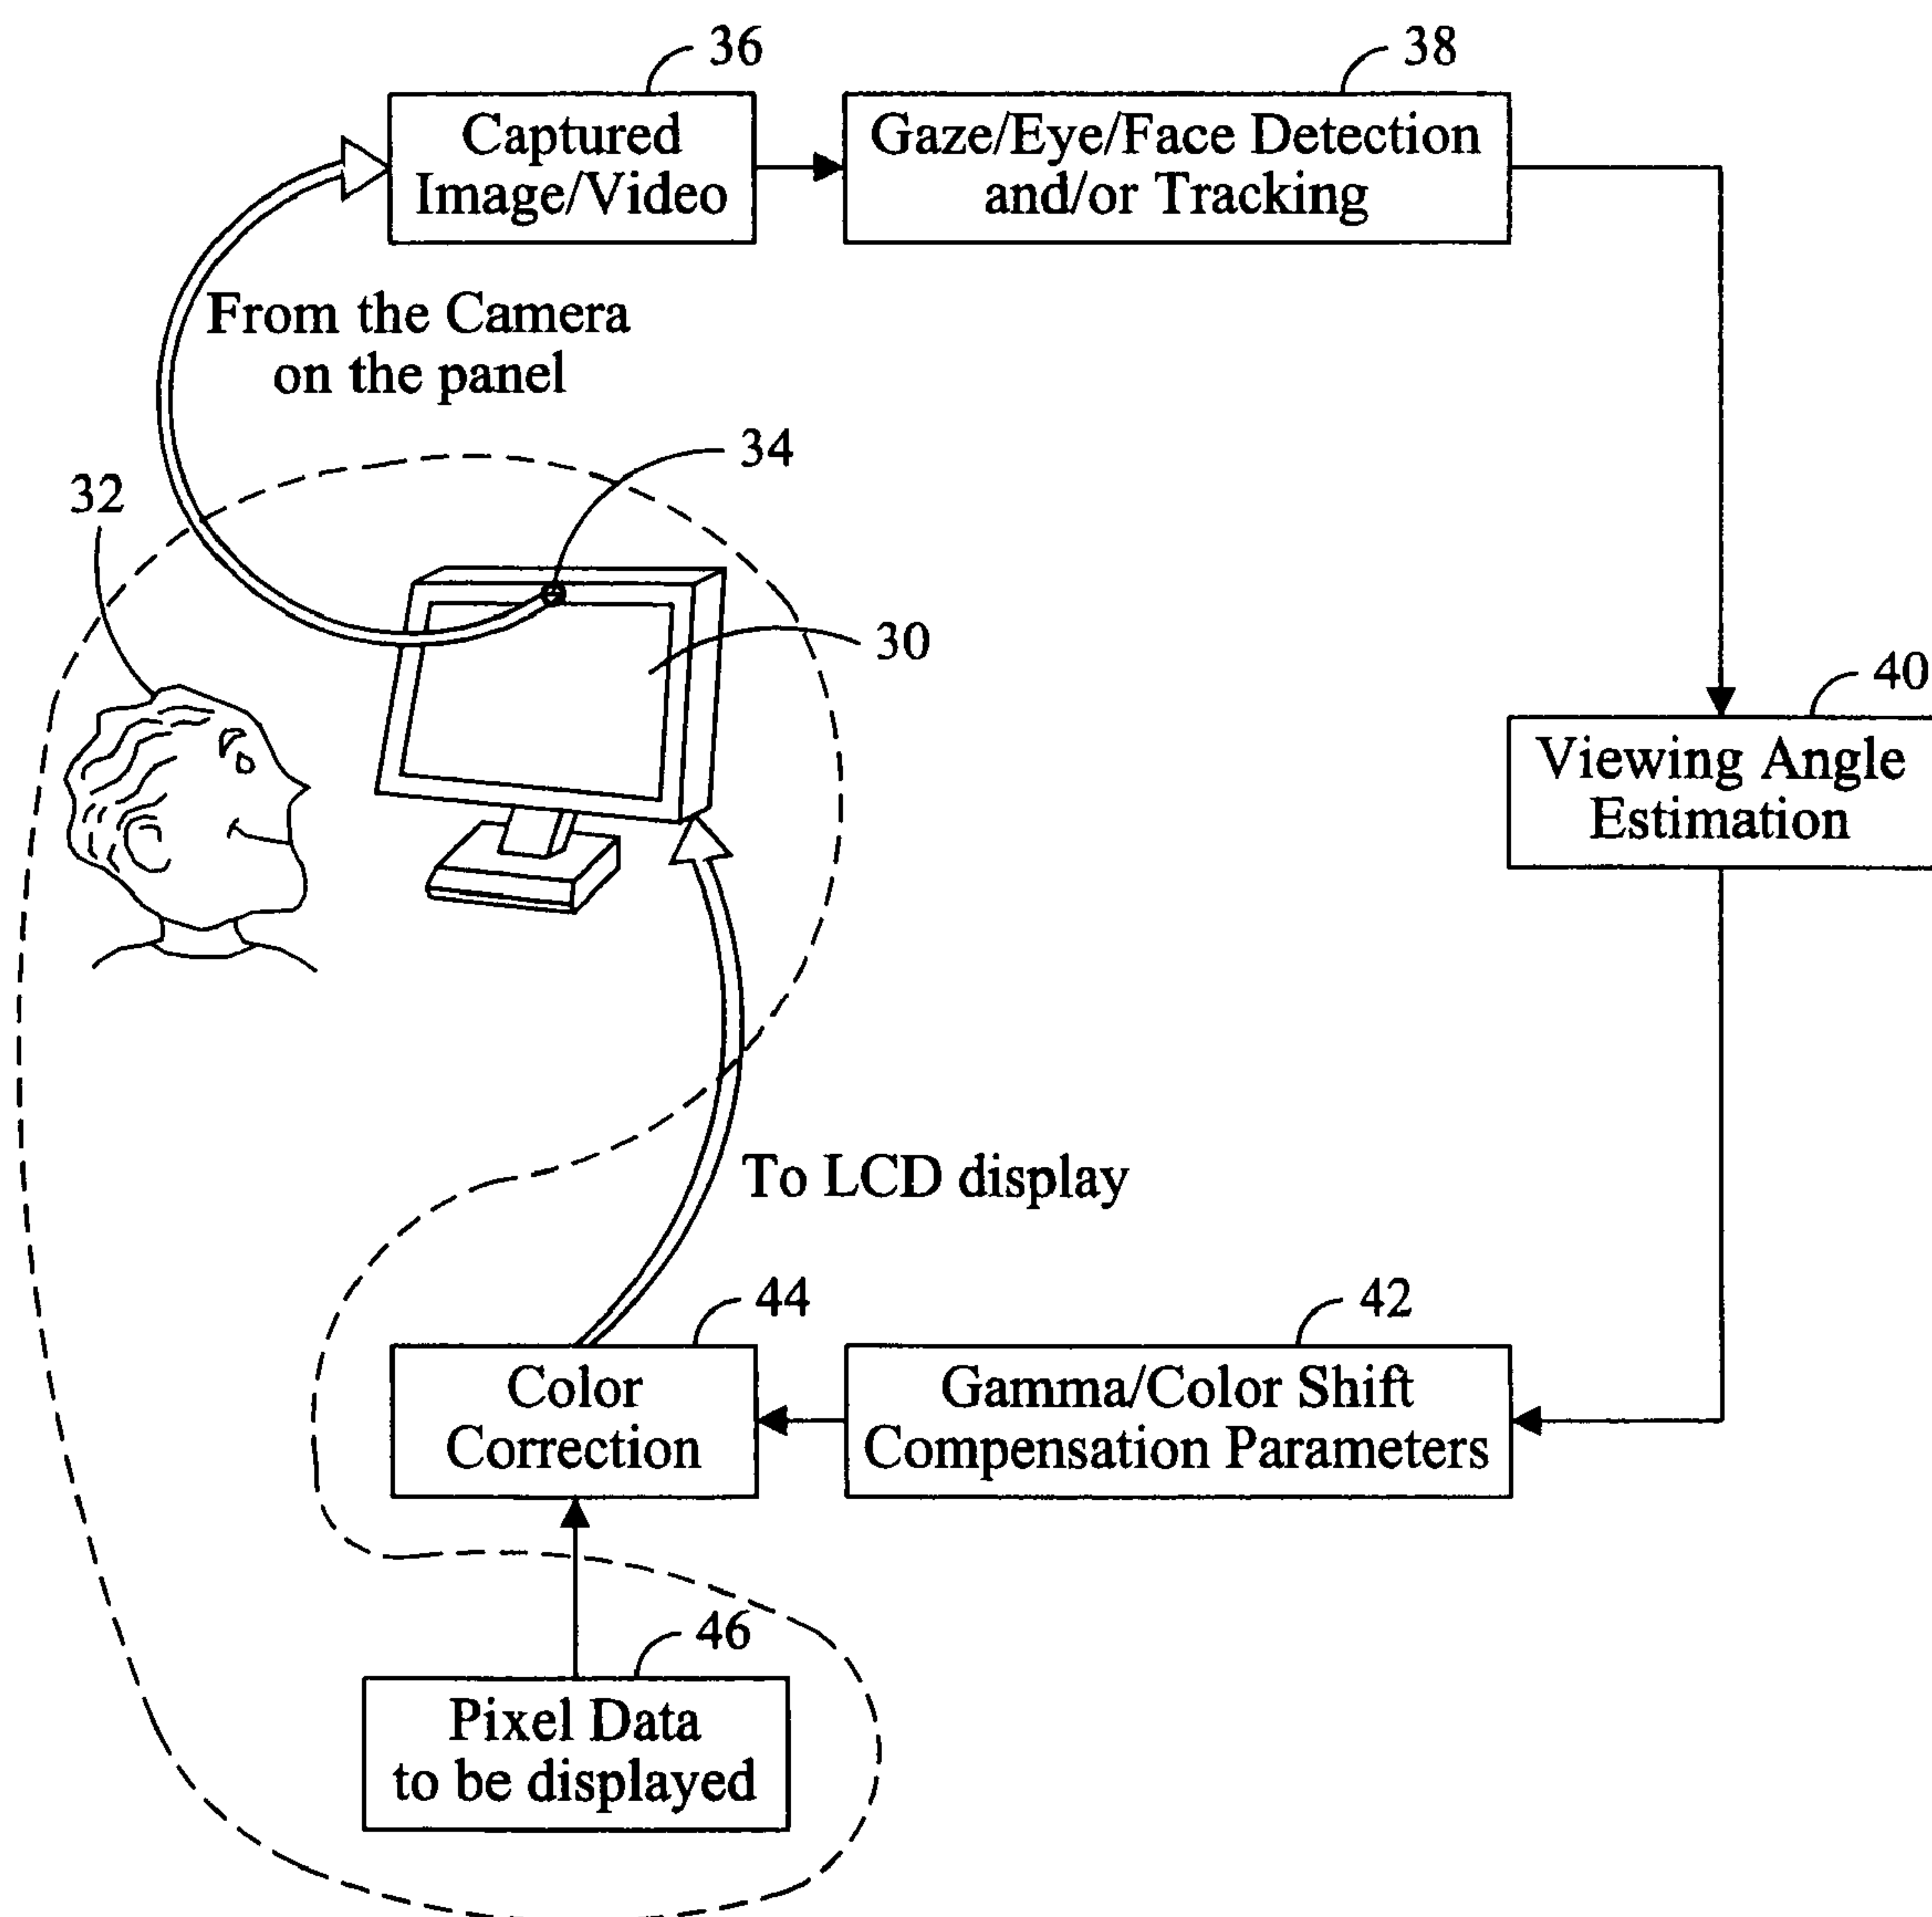 36
38
Captured
Image/Video
Gaze/Eye/Face Detection
and/or Tracking
From the Camera
on the panel
34
32
30
40
Viewing Angle
Estimation
To LCD display
44
42
Color
Correction
Gamma/Color Shift
Compensation Parameters
46
Pixel Data
to be displayed